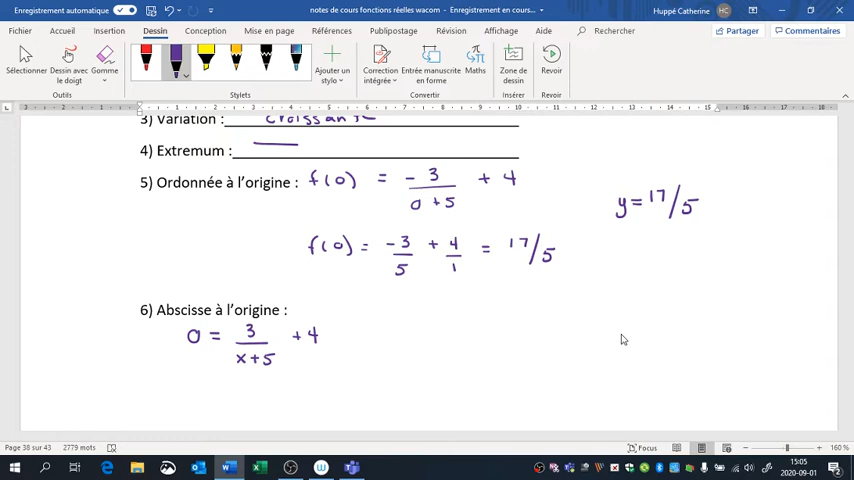 Enregistrement automatique
notes de cours fonctions réelles wacom - Enregistrement en cours...
Huppé Catherine
HC
Fichier Accueil Insertion Dessin Conception Mise en page Références Publipostage Révision Affichage Aide Rechercher
Partager Commentaires
Sélectionner Dessin avec le doigt Gomme Ajouter un stylo Correction intégrée Entrée manuscrite en forme Maths Zone de dessin Revoir
Outils Stylets Convertir Insérer Revoir
3) Variation : croissante
4) Extremum :
5) Ordonnée à l'origine : f(0) = - 3 / 0+5 + 4
y = 17/5
f(0) = -3/5 + 4/1 = 17/5
6) Abscisse à l'origine :
0 = 3 / x+5 + 4
Page 38 sur 43 2779 mots
Focus
160 %
15:05
2020-09-01